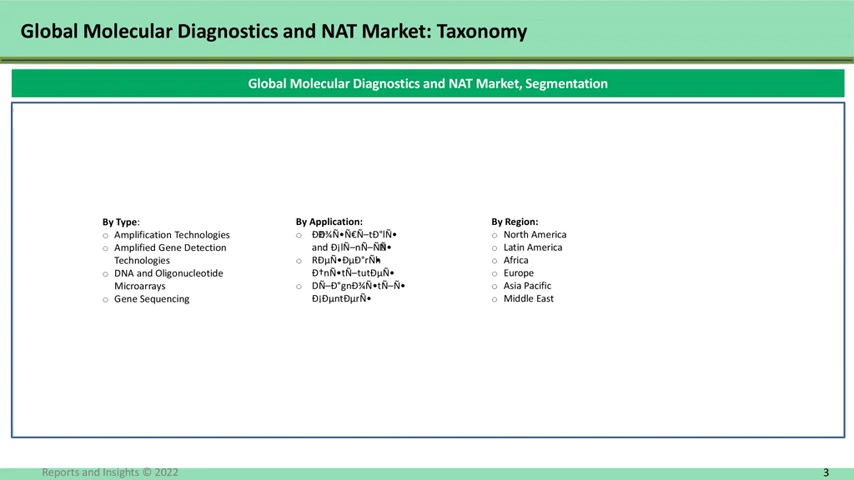 Global Molecular Diagnostics and NAT Market: Taxonomy
Global Molecular Diagnostics and NAT Market, Segmentation
By Type:
Amplification Technologies
Amplified Gene Detection
Technologies
DNA and Oligonucleotide
Microarrays
Gene Sequencing
By Application:
and
By Region:
North America
Latin America
Africa
Europe
Asia Pacific
Middle East
Reports and Insights © 2022
3